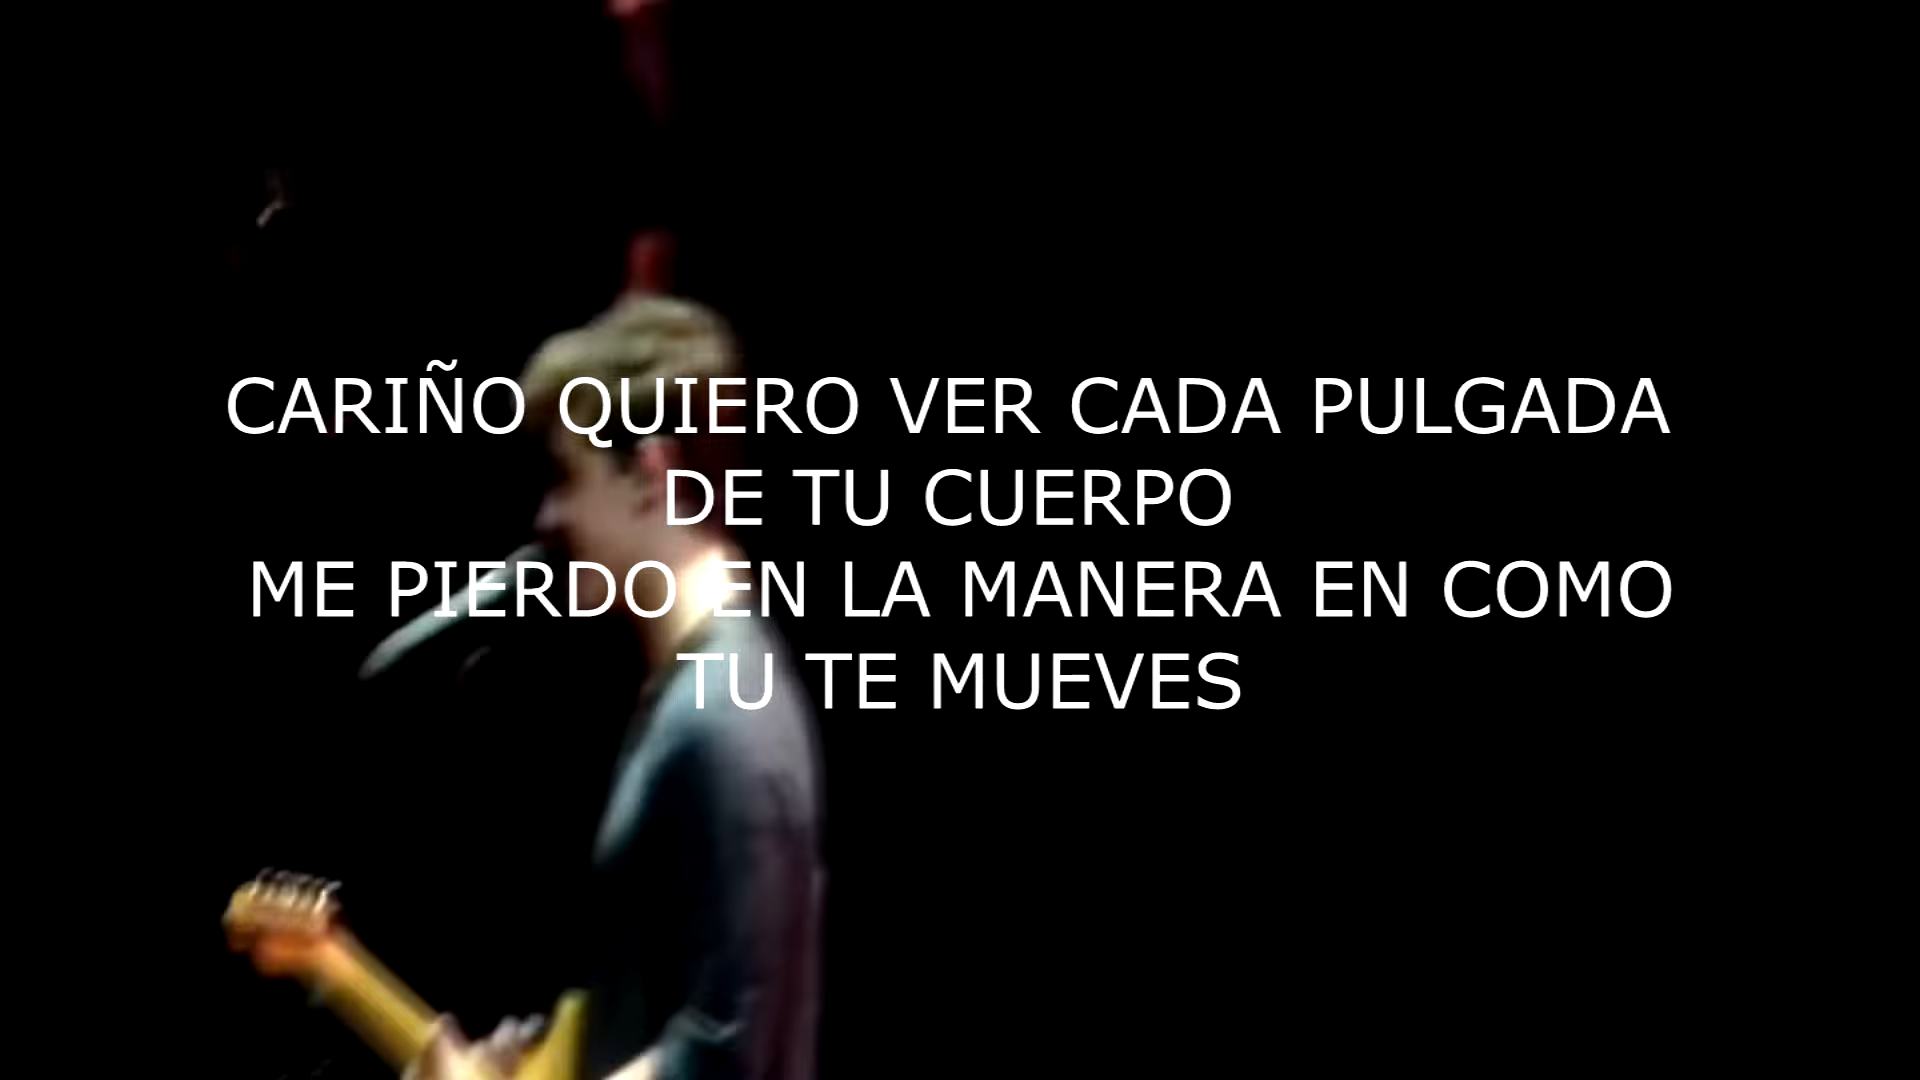 CARIÑO QUIERO VER CADA PULGADA
DE TU CUERPO
ME PIERDO EN LA MANERA EN COMO
TU TE MUEVES